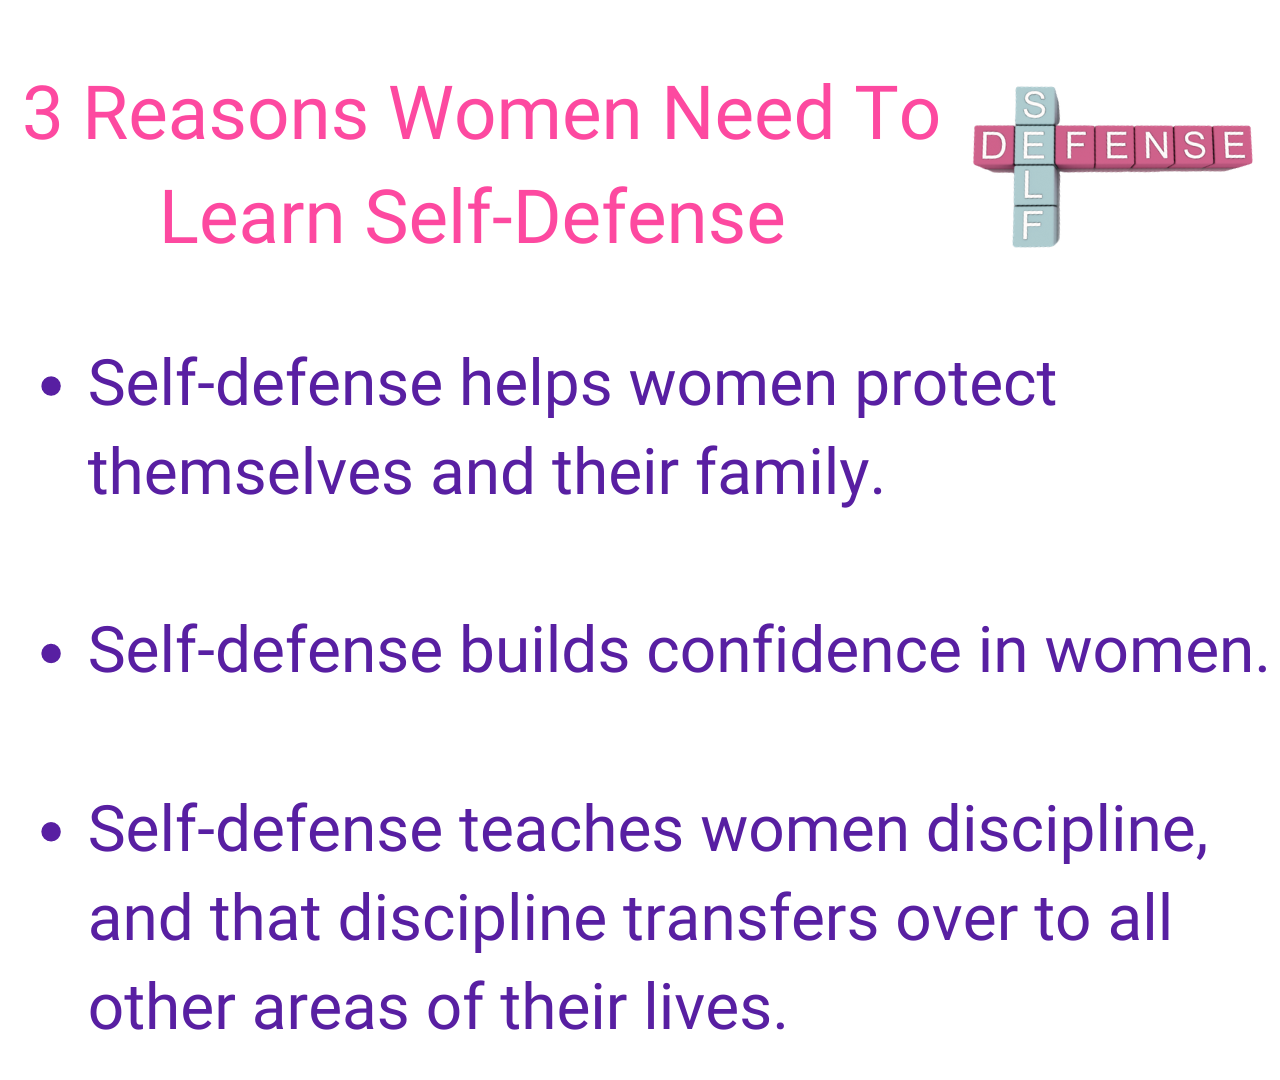 3 Reasons Women Need To
Learn Self-Defense
SELF
DEFENSE
• Self-defense helps women protect
themselves and their family.
• Self-defense builds confidence in women.
• Self-defense teaches women discipline,
and that discipline transfers over to all
other areas of their lives.